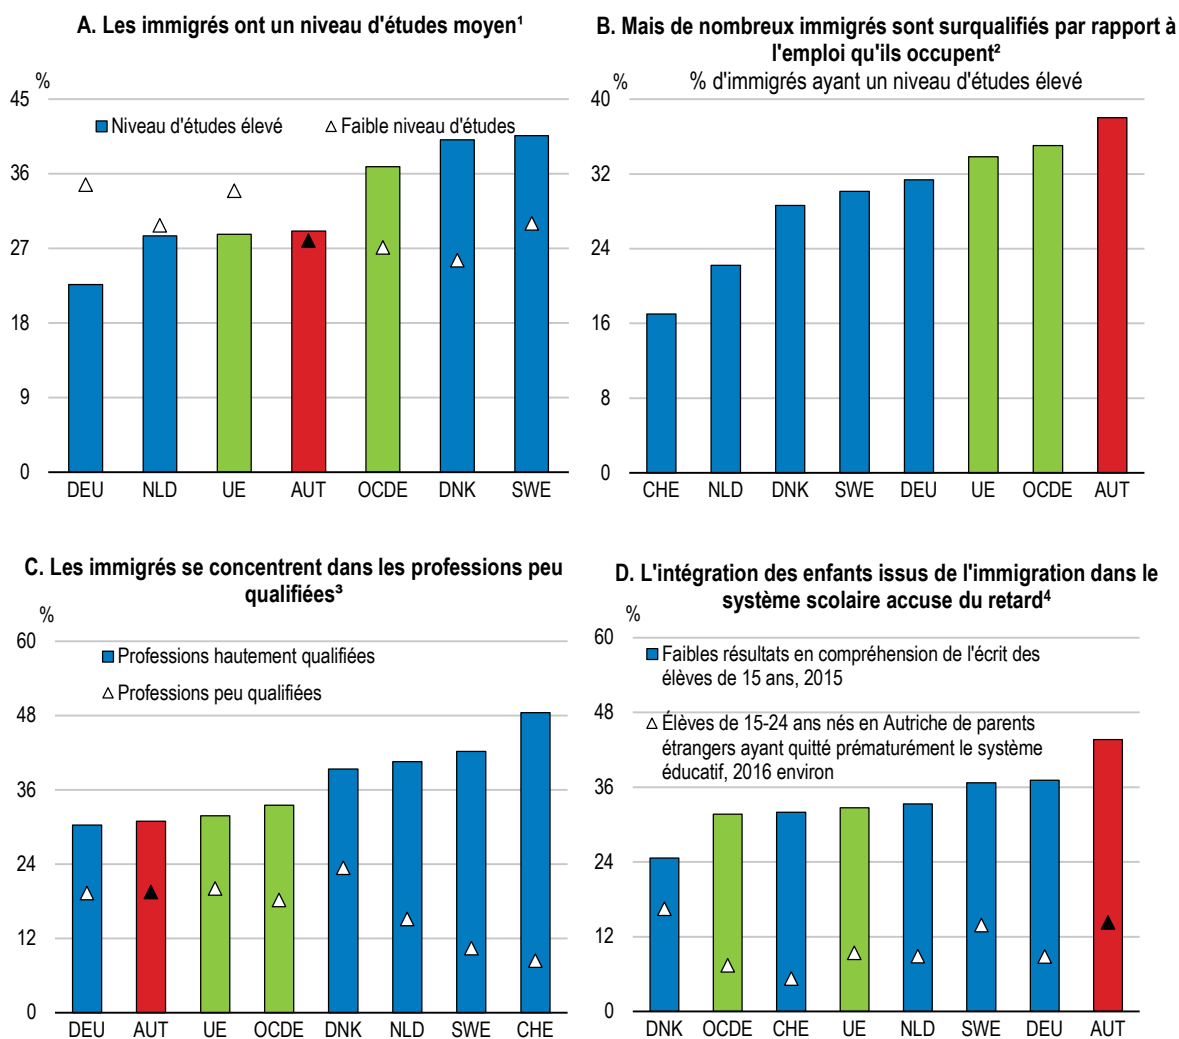 A. Les immigrés ont un niveau d'études moyen¹
%
45
36
27
18
9
0
Niveau d'études élevé
Faible niveau d'études
DEU NLD UE AUT OCDE DNK SWE
B. Mais de nombreux immigrés sont surqualifiés par rapport à
l'emploi qu'ils occupent²
% d'immigrés ayant un niveau d'études élevé
%
40
32
24
16
8
0
CHE NLD DNK SWE DEU UE OCDE AUT
C. Les immigrés se concentrent dans les professions peu
qualifiées³
%
60
48
36
24
12
0
Professions hautement qualifiées
Professions peu qualifiées
DEU AUT UE OCDE DNK NLD SWE CHE
D. L'intégration des enfants issus de l'immigration dans le
système scolaire accuse du retard⁴
%
60
48
36
24
12
0
Faibles résultats en compréhension de l'écrit des
élèves de 15 ans, 2015
Élèves de 15-24 ans nés en Autriche de parents
étrangers ayant quitté prématurément le système
éducatif, 2016 environ
DNK OCDE CHE UE NLD SWE DEU AUT